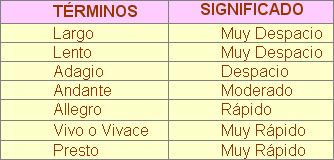 TÉRMINOS SIGNIFICADO
Largo Muy Despacio
Lento Muy Despacio
Adagio Despacio
Andante Moderado
Allegro Rápido
Vivo o Vivace Muy Rápido
Presto Muy Rápido